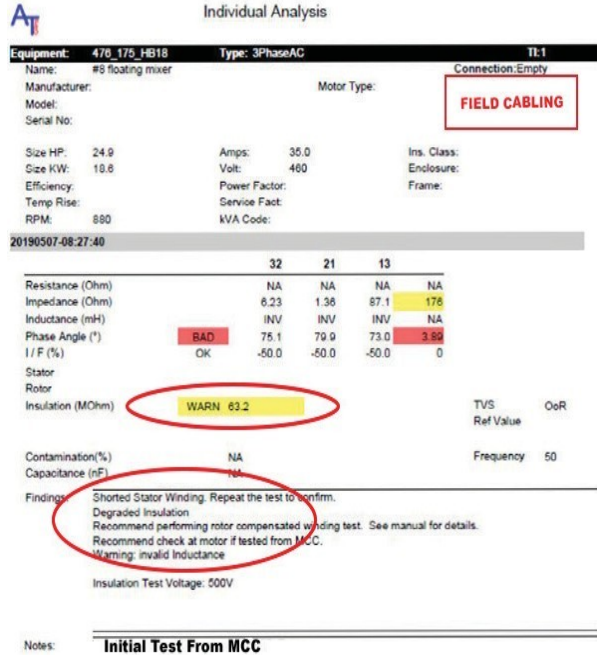 AT
Individual Analysis
Equipment: 476_175_HB18 Type: 3PhaseAC TI:1
Name: #8 floating mixer Connection:Empty
Manufacturer: Motor Type:
Model: FIELD CABLING
Serial No:
Size HP: 24.9 Amps: 35.0 Ins. Class:
Size KW: 18.6 Volt: 460 Enclosure:
Efficiency: Power Factor: Frame:
Temp Rise: Service Fact:
RPM: 880 kVA Code:
20190507-08:27:40
32 21 13
Resistance (Ohm) NA NA NA NA
Impedance (Ohm) 6.23 1.36 87.1 176
Inductance (mH) INV INV INV NA
Phase Angle (°) BAD 75.1 79.9 73.0 3.89
I / F (%) OK -50.0 -50.0 -50.0 0
Stator
Rotor
Insulation (MOhm) WARN 63.2 TVS OoR
Ref Value
Contamination(%) NA Frequency 50
Capacitance (nF) NA
Findings: Shorted Stator Winding. Repeat the test to confirm.
Degraded Insulation
Recommend performing rotor compensated winding test. See manual for details.
Recommend check at motor if tested from MCC.
Warning: invalid Inductance
Insulation Test Voltage: 500V
Notes: Initial Test From MCC